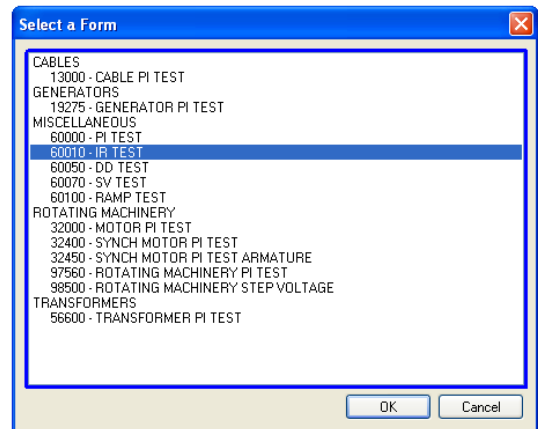 Select a Form
CABLES
13000 - CABLE PI TEST
GENERATORS
19275 - GENERATOR PI TEST
MISCELLANEOUS
60000 - PI TEST
60010 - IR TEST
60050 - DD TEST
60070 - SV TEST
60100 - RAMP TEST
ROTATING MACHINERY
32000 - MOTOR PI TEST
32400 - SYNCH MOTOR PI TEST
32450 - SYNCH MOTOR PI TEST ARMATURE
97560 - ROTATING MACHINERY PI TEST
98500 - ROTATING MACHINERY STEP VOLTAGE
TRANSFORMERS
56600 - TRANSFORMER PI TEST
OK Cancel